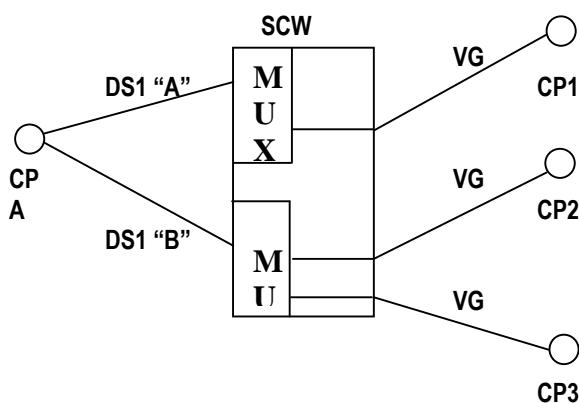 SCW
VG
DS1 “A”
M
U
X
CP1
CP
A
VG
CP2
DS1 “B”
M
U
VG
CP3